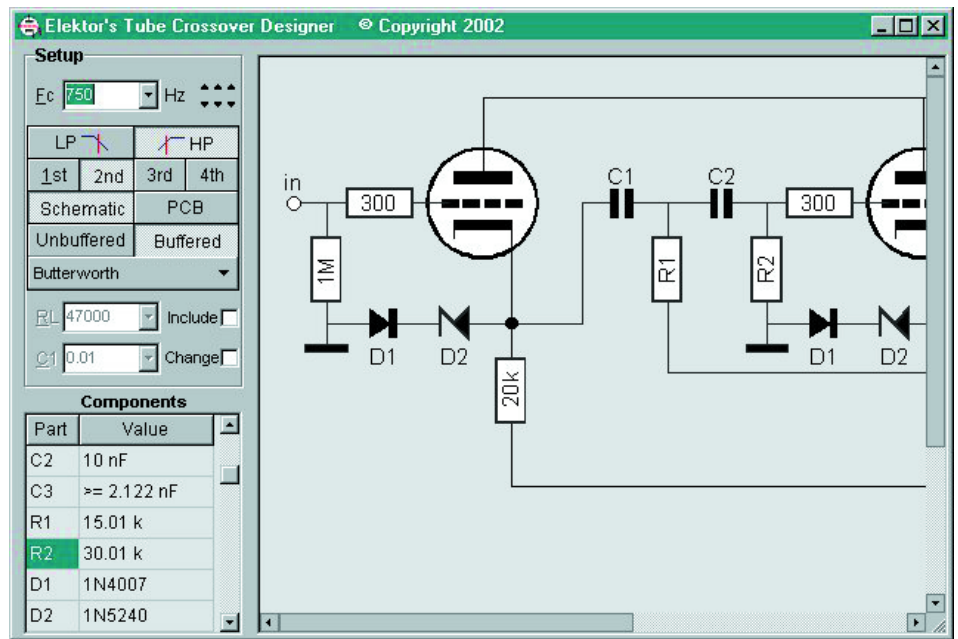 Elektor's Tube Crossover Designer © Copyright 2002
Setup
Fc 750 Hz
LP HP
1st 2nd 3rd 4th
Schematic PCB
Unbuffered Buffered
Butterworth
RL 47000 Include
C1 0.01 Change
Components
Part Value
C2 10 nF
C3 >= 2.122 nF
R1 15.01 k
R2 30.01 k
D1 1N4007
D2 1N5240
in
300
1M
D1
D2
20k
C1
C2
R1
R2
300
D1
D2